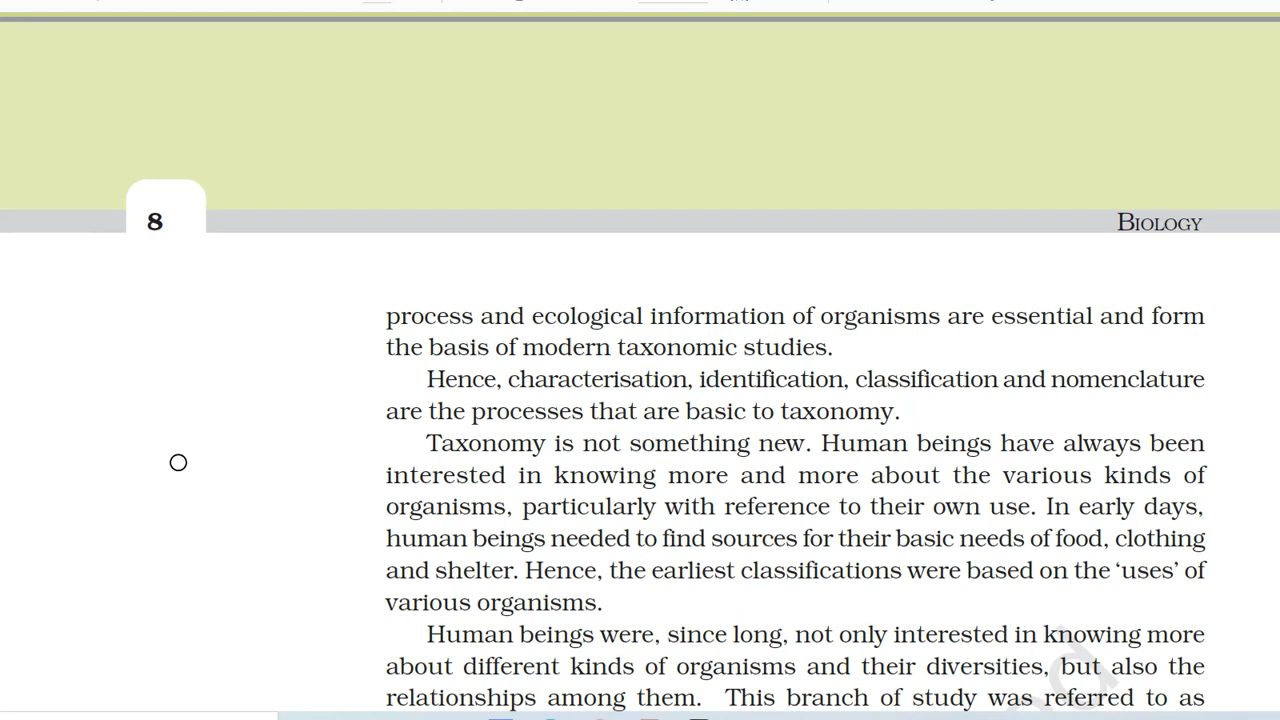 8
BIOLOGY
process and ecological information of organisms are essential and form
the basis of modern taxonomic studies.
Hence, characterisation, identification, classification and nomenclature
are the processes that are basic to taxonomy.
Taxonomy is not something new. Human beings have always been
interested in knowing more and more about the various kinds of
organisms, particularly with reference to their own use. In early days,
human beings needed to find sources for their basic needs of food, clothing
and shelter. Hence, the earliest classifications were based on the ‘uses’ of
various organisms.
Human beings were, since long, not only interested in knowing more
about different kinds of organisms and their diversities, but also the
relationships among them. This branch of study was referred to as